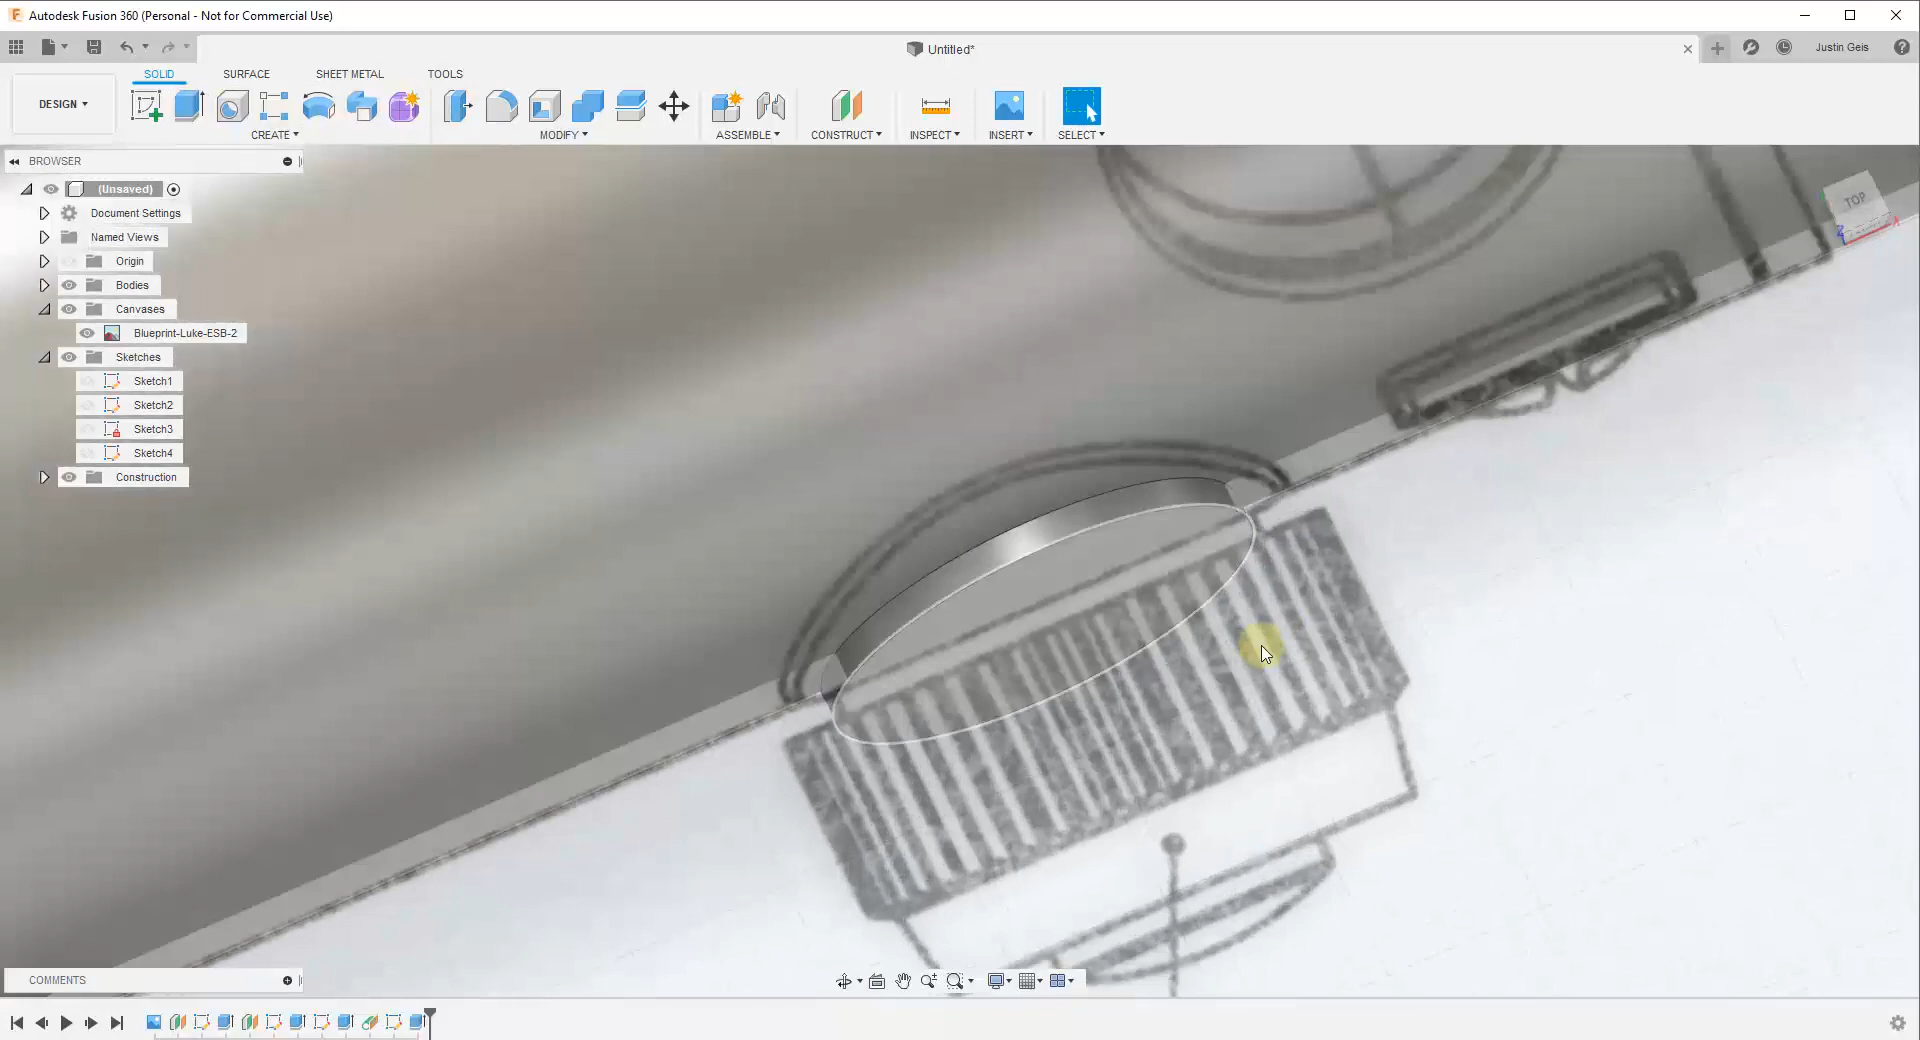 Autodesk Fusion 360 (Personal - Not for Commercial Use)
Untitled*
Justin Geis
SOLID SURFACE SHEET METAL TOOLS
DESIGN
CREATE MODIFY ASSEMBLE CONSTRUCT INSPECT INSERT SELECT
BROWSER
(Unsaved)
Document Settings
Named Views
Origin
Bodies
Canvases
Blueprint-Luke-ESB-2
Sketches
Sketch1
Sketch2
Sketch3
Sketch4
Construction
TOP
X
Z
COMMENTS